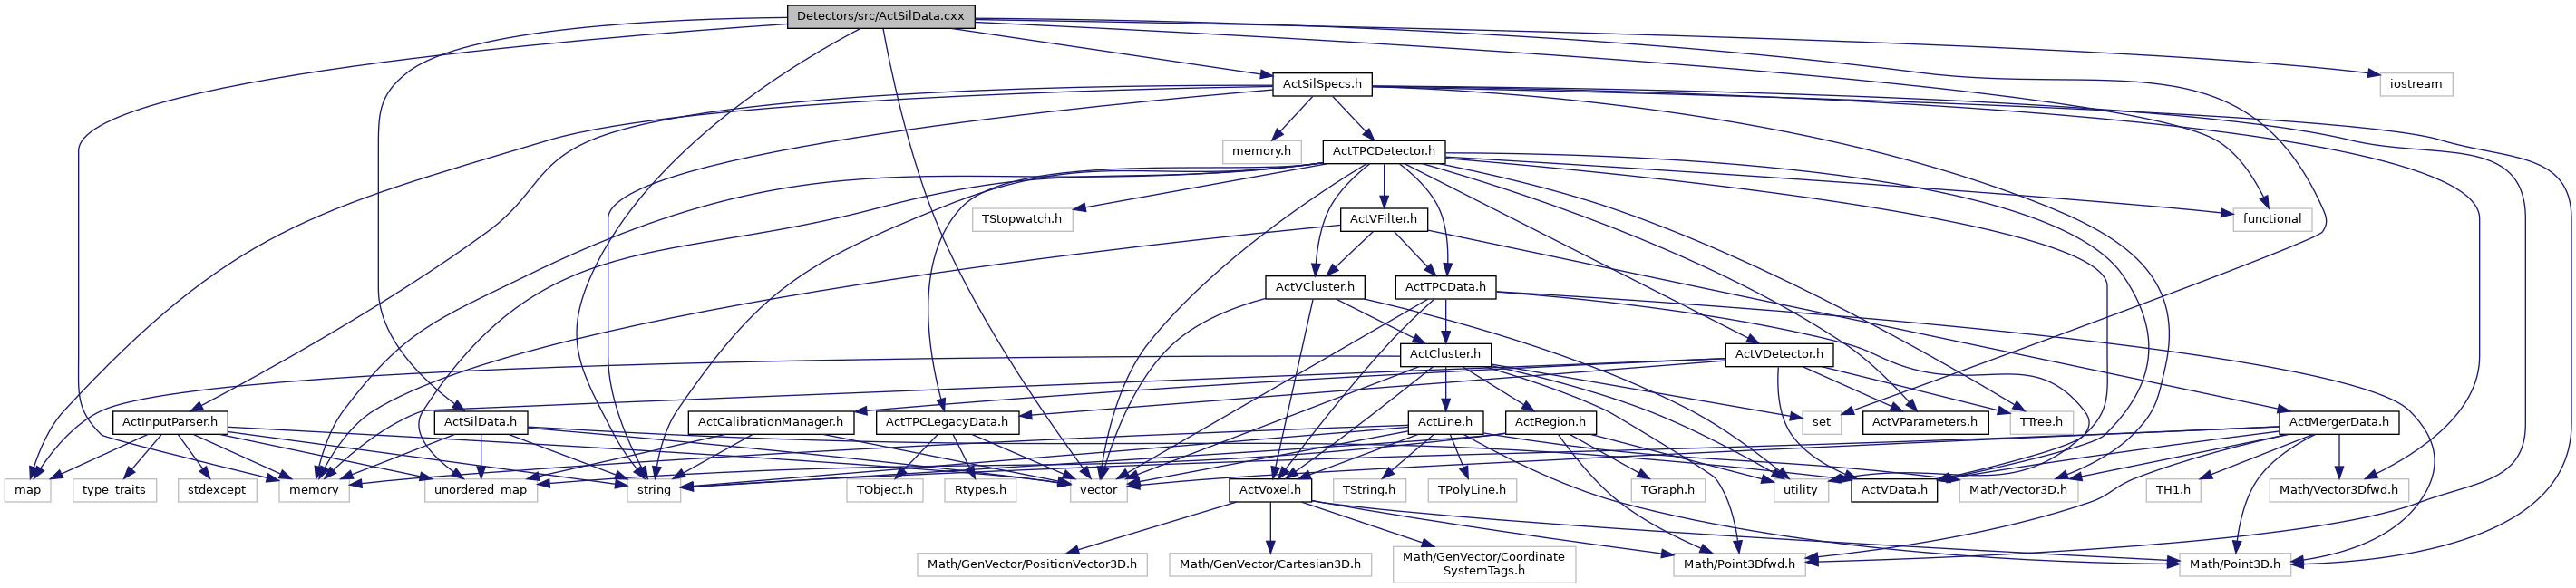 Detectors/src/ActSilData.cxx
ActSilSpecs.h
iostream
memory.h
ActTPCDetector.h
TStopwatch.h
ActVFilter.h
functional
ActVCluster.h
ActTPCData.h
ActCluster.h
ActVDetector.h
ActInputParser.h
ActSilData.h
ActCalibrationManager.h
ActTPCLegacyData.h
ActLine.h
ActRegion.h
set
ActVParameters.h
TTree.h
ActMergerData.h
map
type_traits
stdexcept
memory
unordered_map
string
TObject.h
Rtypes.h
vector
ActVoxel.h
TString.h
TPolyLine.h
TGraph.h
utility
ActVData.h
Math/Vector3D.h
TH1.h
Math/Vector3Dfwd.h
Math/GenVector/PositionVector3D.h
Math/GenVector/Cartesian3D.h
Math/GenVector/Coordinate
SystemTags.h
Math/Point3Dfwd.h
Math/Point3D.h